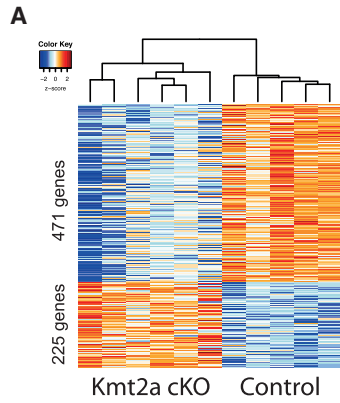 A
Color Key
−2 0 2
z−score
471 genes
225 genes
Kmt2a cKO Control